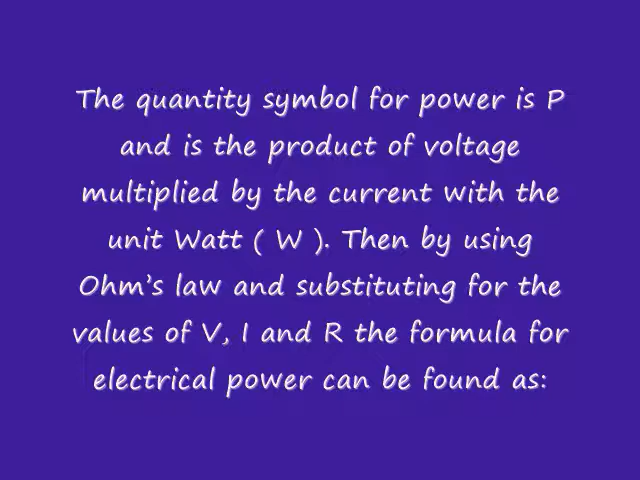 The quantity symbol for power is P
and is the product of voltage
multiplied by the current with the
unit Watt ( W ). Then by using
Ohm’s law and substituting for the
values of V, I and R the formula for
electrical power can be found as: